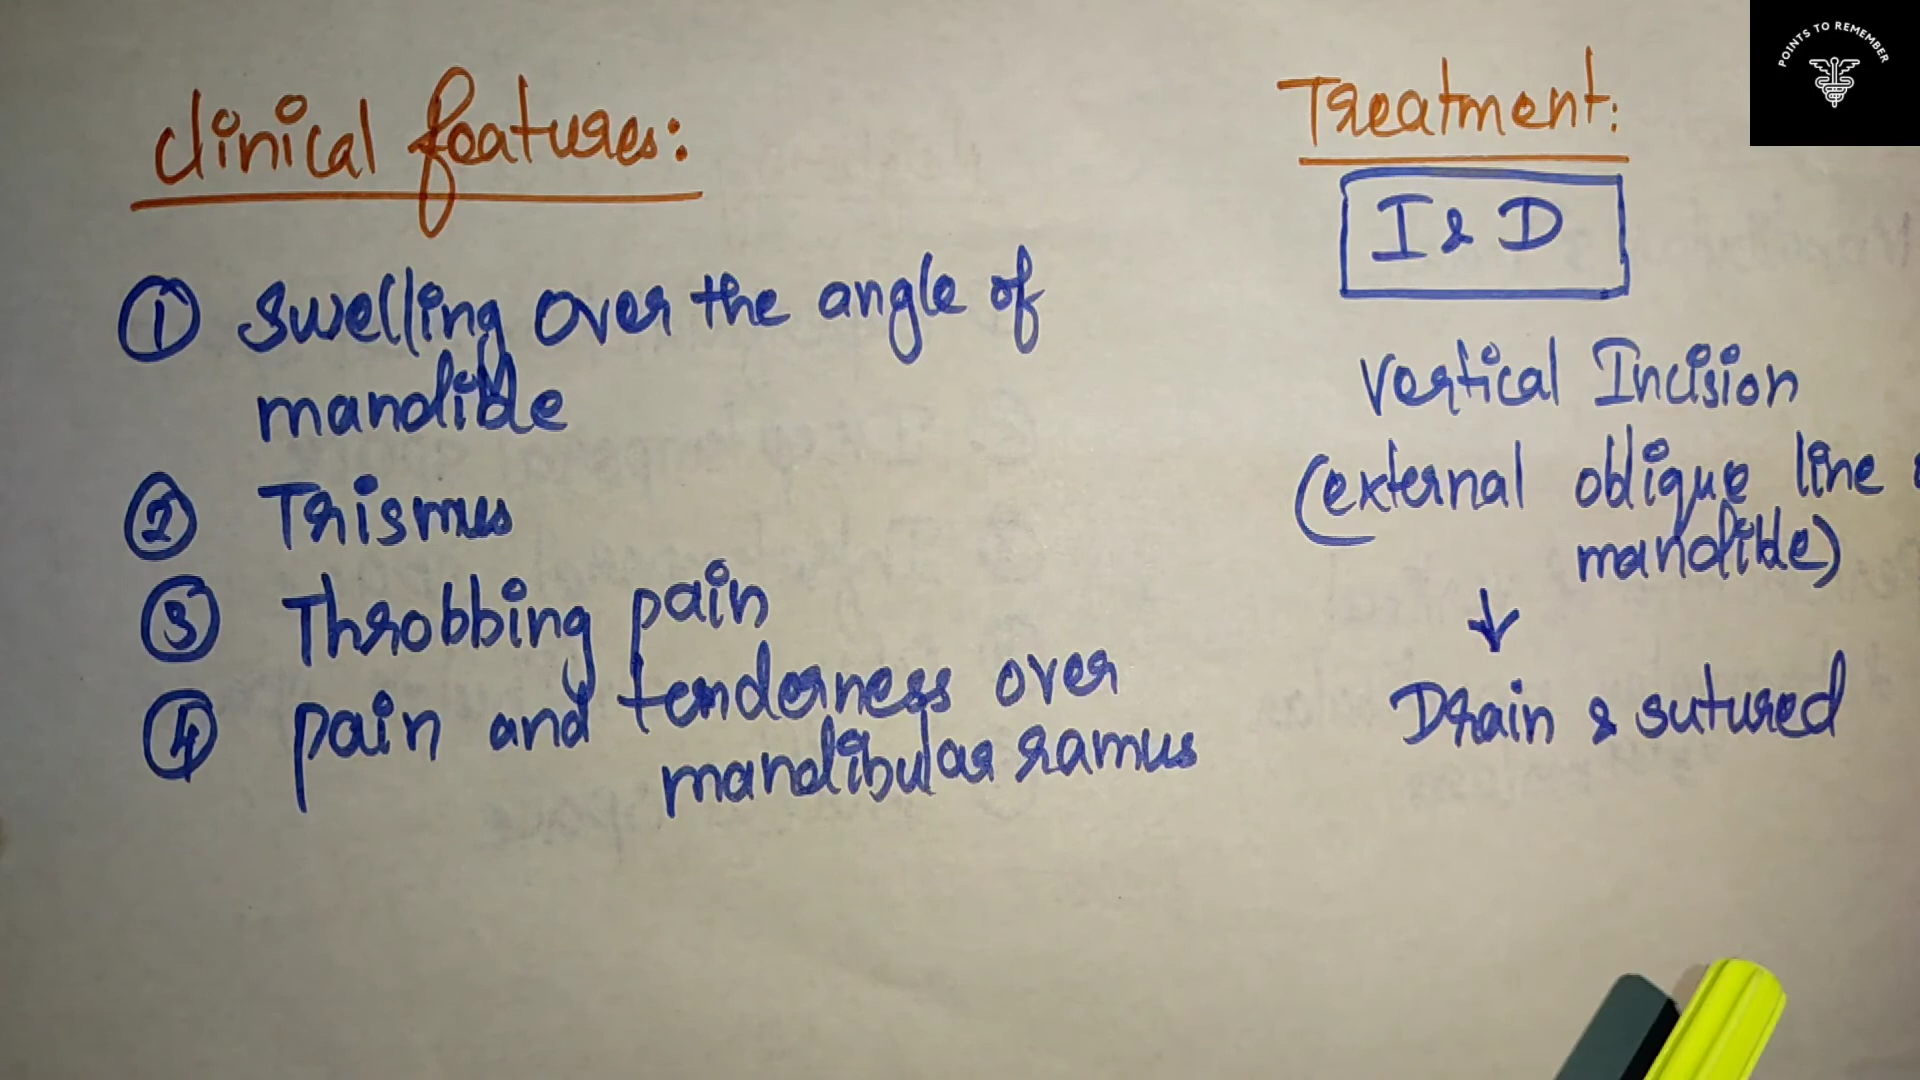 Clinical features:
① Swelling over the angle of
mandible
② Trismus
③ Throbbing pain
④ pain and tenderness over
mandibular ramus
Treatment:
I & D
Vertical Incision
(external oblique line
mandible)
↓
Drain & sutured
POINTS TO REMEMBER